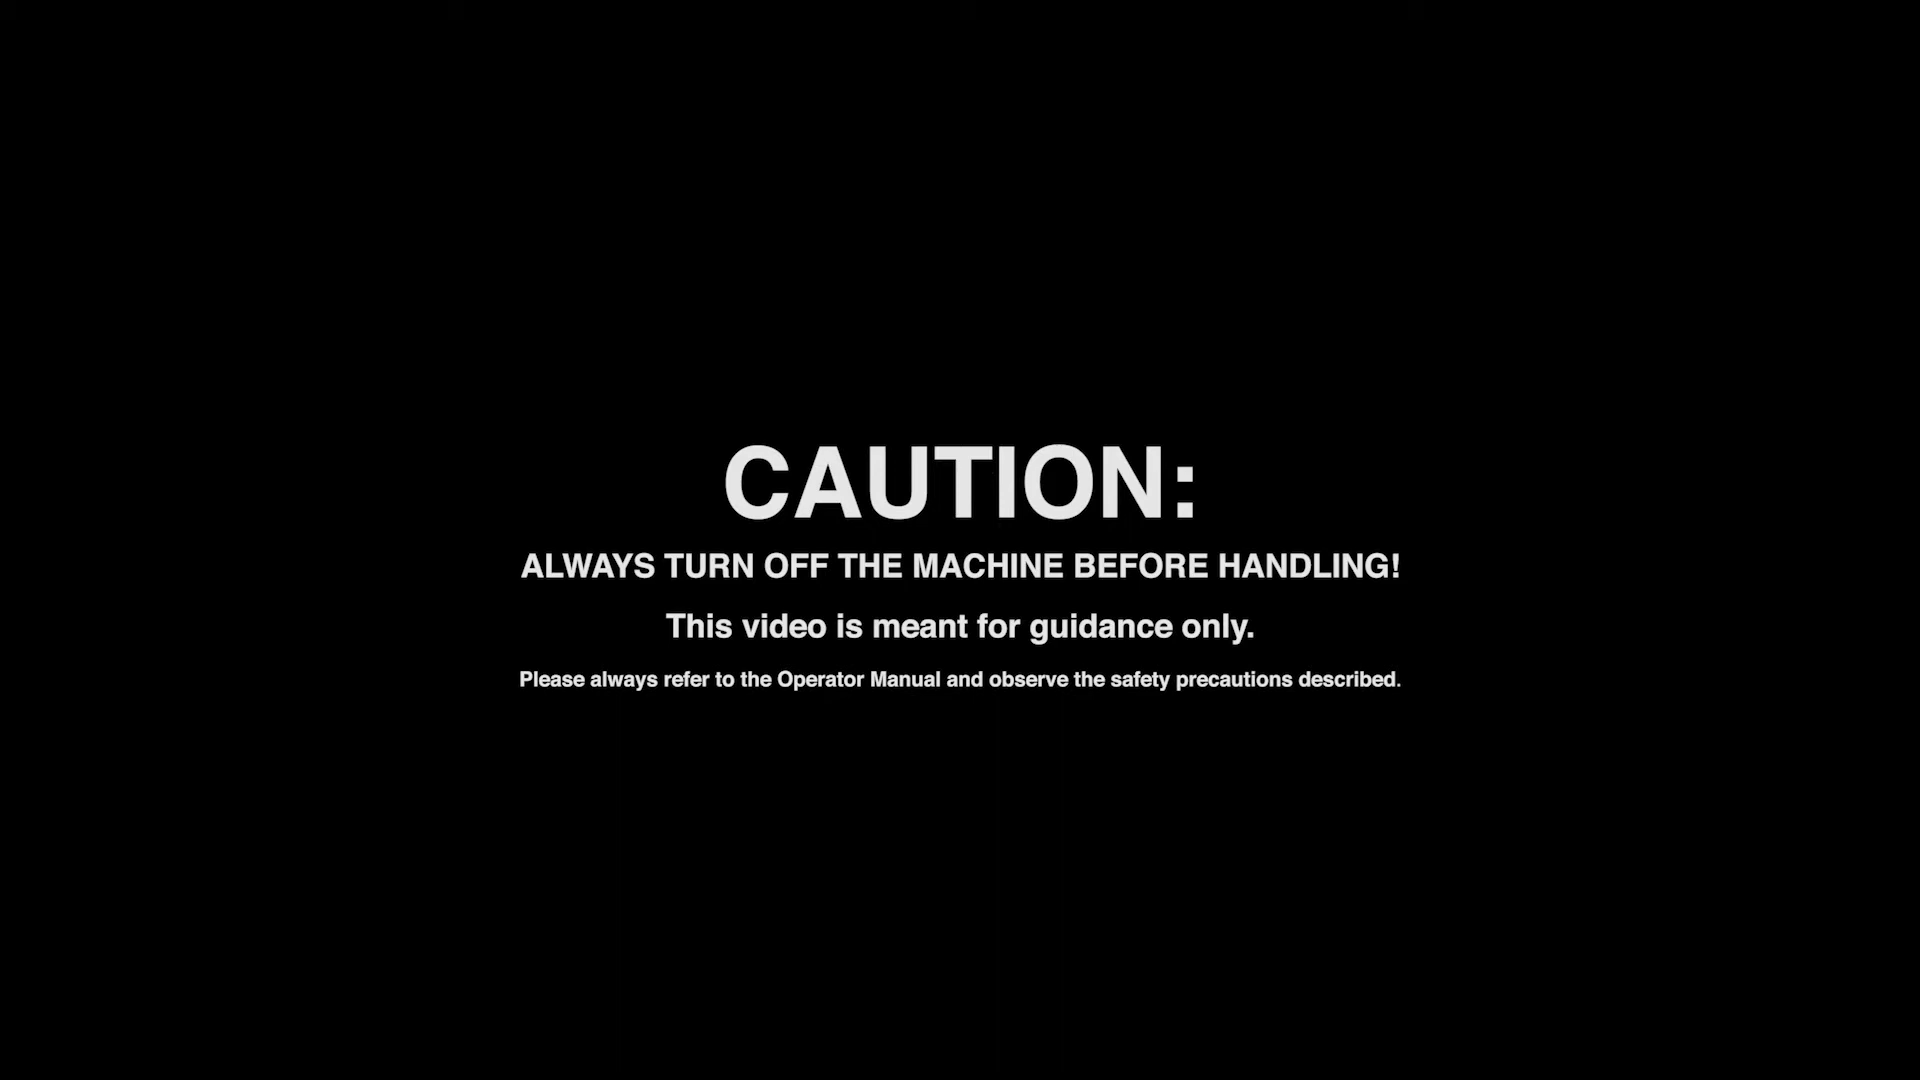 CAUTION:
ALWAYS TURN OFF THE MACHINE BEFORE HANDLING!
This video is meant for guidance only.
Please always refer to the Operator Manual and observe the safety precautions described.